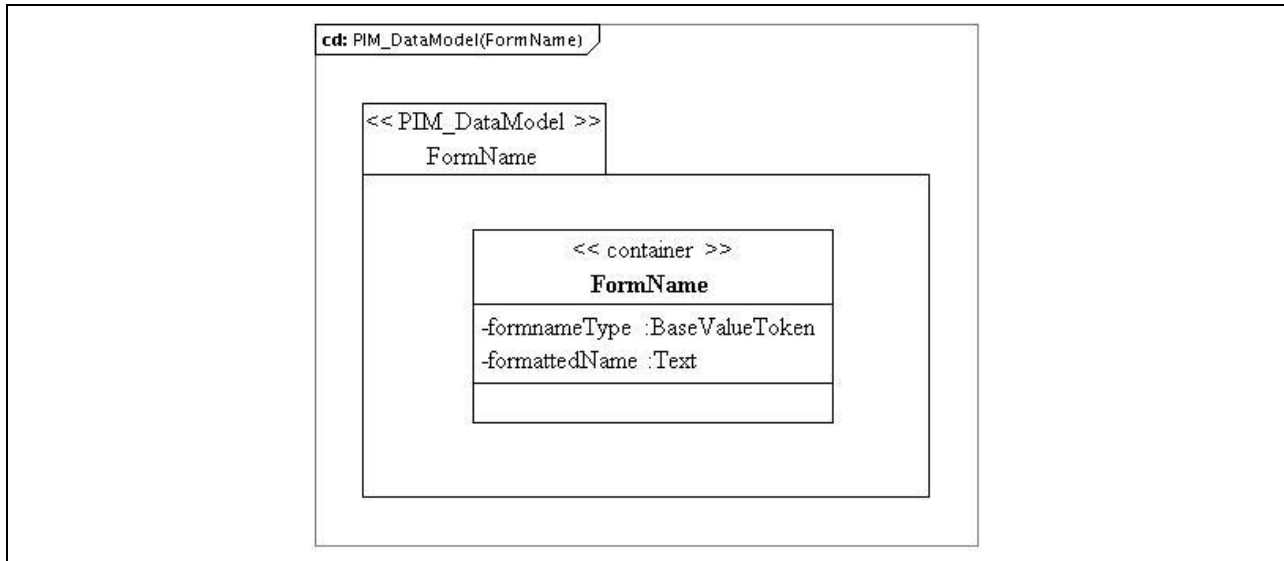 cd: PIM_DataModel(FormName)
<< PIM_DataModel >>
FormName
<< container >>
FormName
-formnameType :BaseValueToken
-formattedName :Text